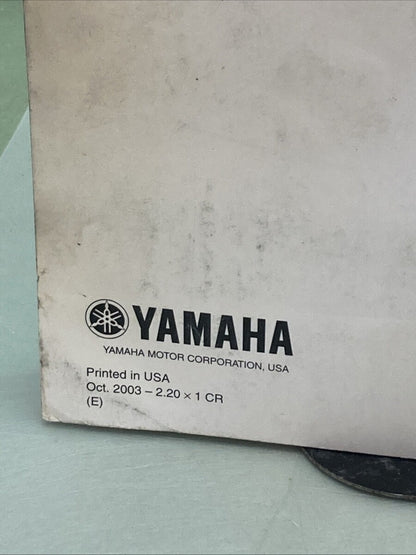 YAMAHA
YAMAHA MOTOR CORPORATION, USA
Printed in USA
Oct. 2003 – 2.20 × 1 CR
(E)